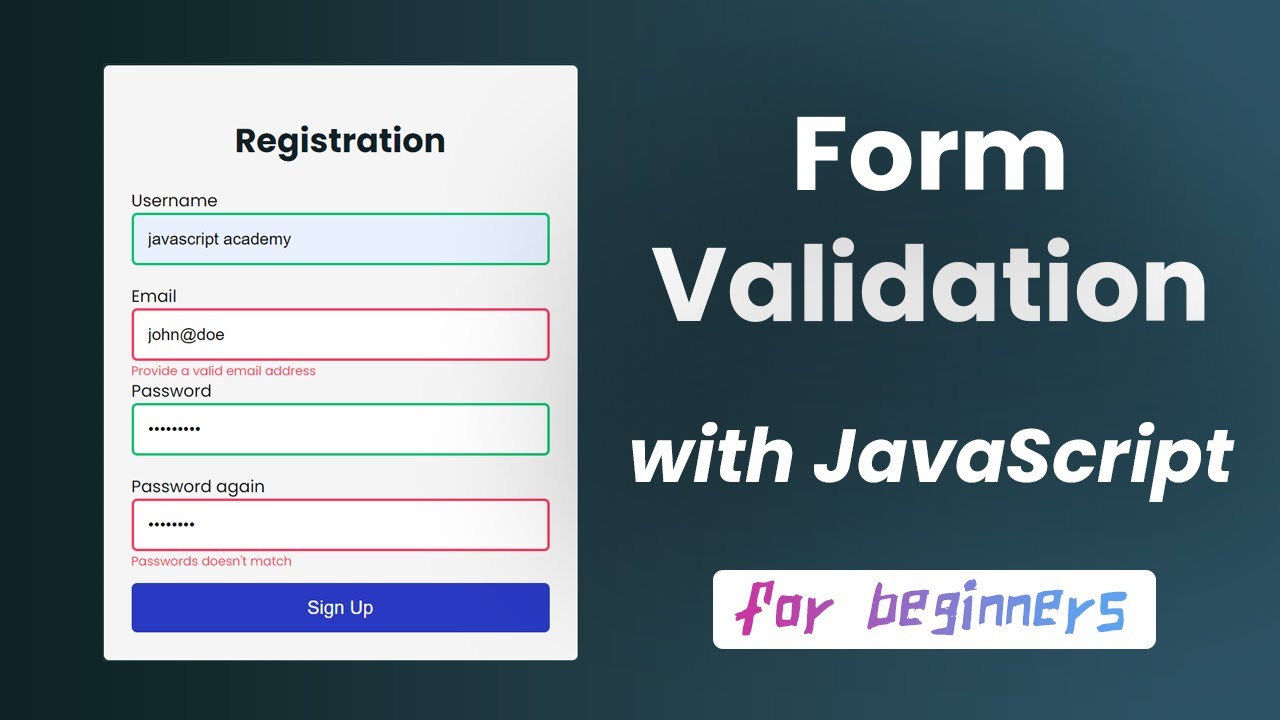 Registration
Username
javascript academy
Email
john@doe
Provide a valid email address
Password
•••••••••
Password again
••••••••
Passwords doesn't match
Sign Up
Form
Validation
with JavaScript
for beginners